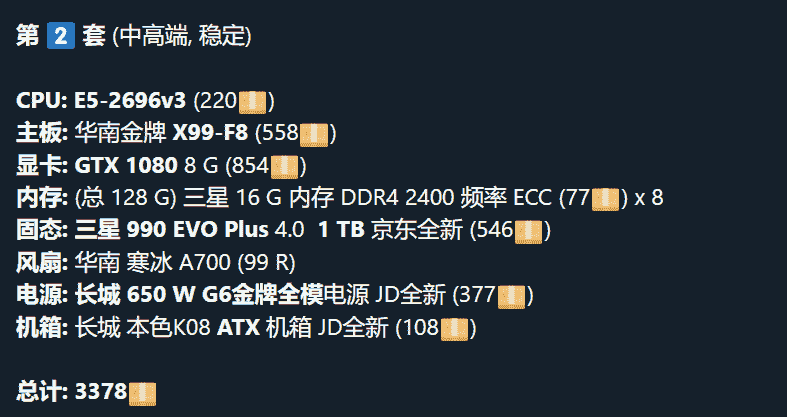 第 2 套 (中高端, 稳定)
CPU: E5-2696v3 (220)
主板: 华南金牌 X99-F8 (558)
显卡: GTX 1080 8 G (854)
内存: (总 128 G) 三星 16 G 内存 DDR4 2400 频率 ECC (77) x 8
固态: 三星 990 EVO Plus 4.0 1 TB 京东全新 (546)
风扇: 华南 寒冰 A700 (99 R)
电源: 长城 650 W G6金牌全模电源 JD全新 (377)
机箱: 长城 本色K08 ATX 机箱 JD全新 (108)
总计: 3378